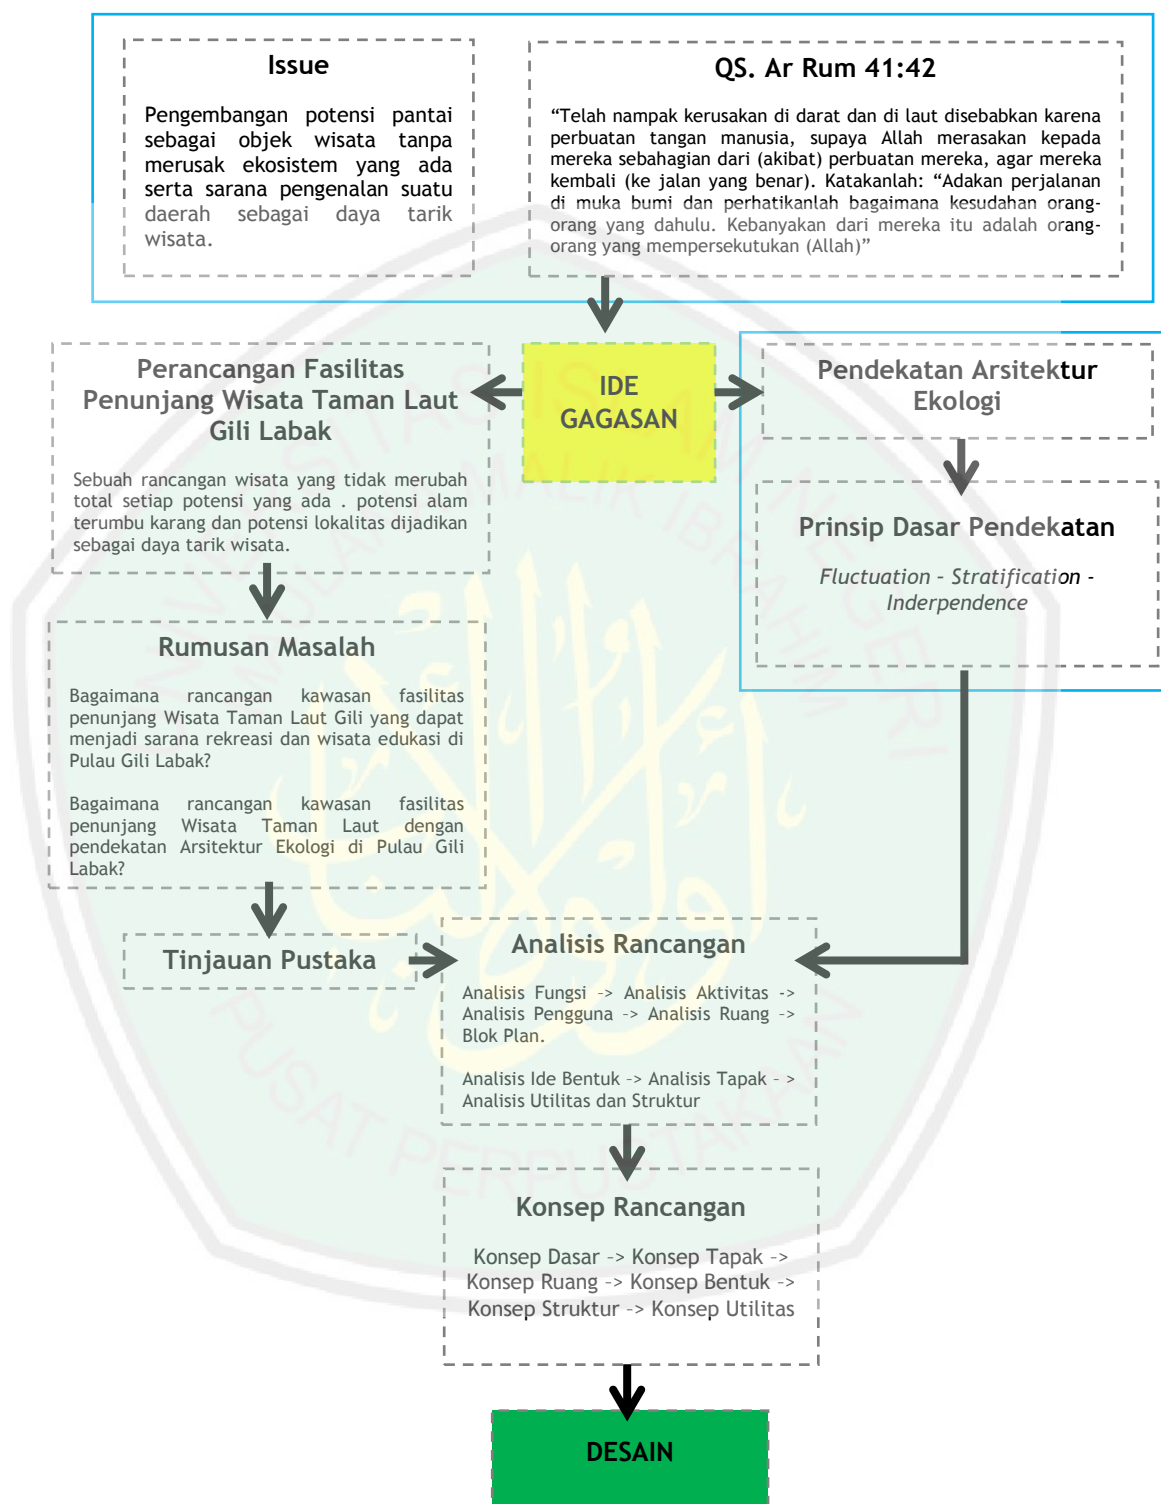 Issue
Pengembangan potensi pantai
sebagai objek wisata tanpa
merusak ekosistem yang ada
serta sarana pengenalan suatu
daerah sebagai daya tarik
wisata.
QS. Ar Rum 41:42
“Telah nampak kerusakan di darat dan di laut disebabkan karena
perbuatan tangan manusia, supaya Allah merasakan kepada
mereka sebahagian dari (akibat) perbuatan mereka, agar mereka
kembali (ke jalan yang benar). Katakanlah: “Adakan perjalanan
di muka bumi dan perhatikanlah bagaimana kesudahan orang-
orang yang dahulu. Kebanyakan dari mereka itu adalah orang-
orang yang mempersekutukan (Allah)”
IDE
GAGASAN
Perancangan Fasilitas
Penunjang Wisata Taman Laut
Gili Labak
Sebuah rancangan wisata yang tidak merubah
total setiap potensi yang ada . potensi alam
terumbu karang dan potensi lokalitas dijadikan
sebagai daya tarik wisata.
Pendekatan Arsitektur
Ekologi
Prinsip Dasar Pendekatan
Fluctuation - Stratification -
Inderpendence
Rumusan Masalah
Bagaimana rancangan kawasan fasilitas
penunjang Wisata Taman Laut Gili yang dapat
menjadi sarana rekreasi dan wisata edukasi di
Pulau Gili Labak?
Bagaimana rancangan kawasan fasilitas
penunjang Wisata Taman Laut dengan
pendekatan Arsitektur Ekologi di Pulau Gili
Labak?
Tinjauan Pustaka
Analisis Rancangan
Analisis Fungsi -> Analisis Aktivitas ->
Analisis Pengguna -> Analisis Ruang ->
Blok Plan.
Analisis Ide Bentuk -> Analisis Tapak - >
Analisis Utilitas dan Struktur
Konsep Rancangan
Konsep Dasar -> Konsep Tapak ->
Konsep Ruang -> Konsep Bentuk ->
Konsep Struktur -> Konsep Utilitas
DESAIN
UNIVERSITAS ISLAM NEGERI
MAULANA MALIK IBRAHIM
PUSAT PERPUSTAKAAN